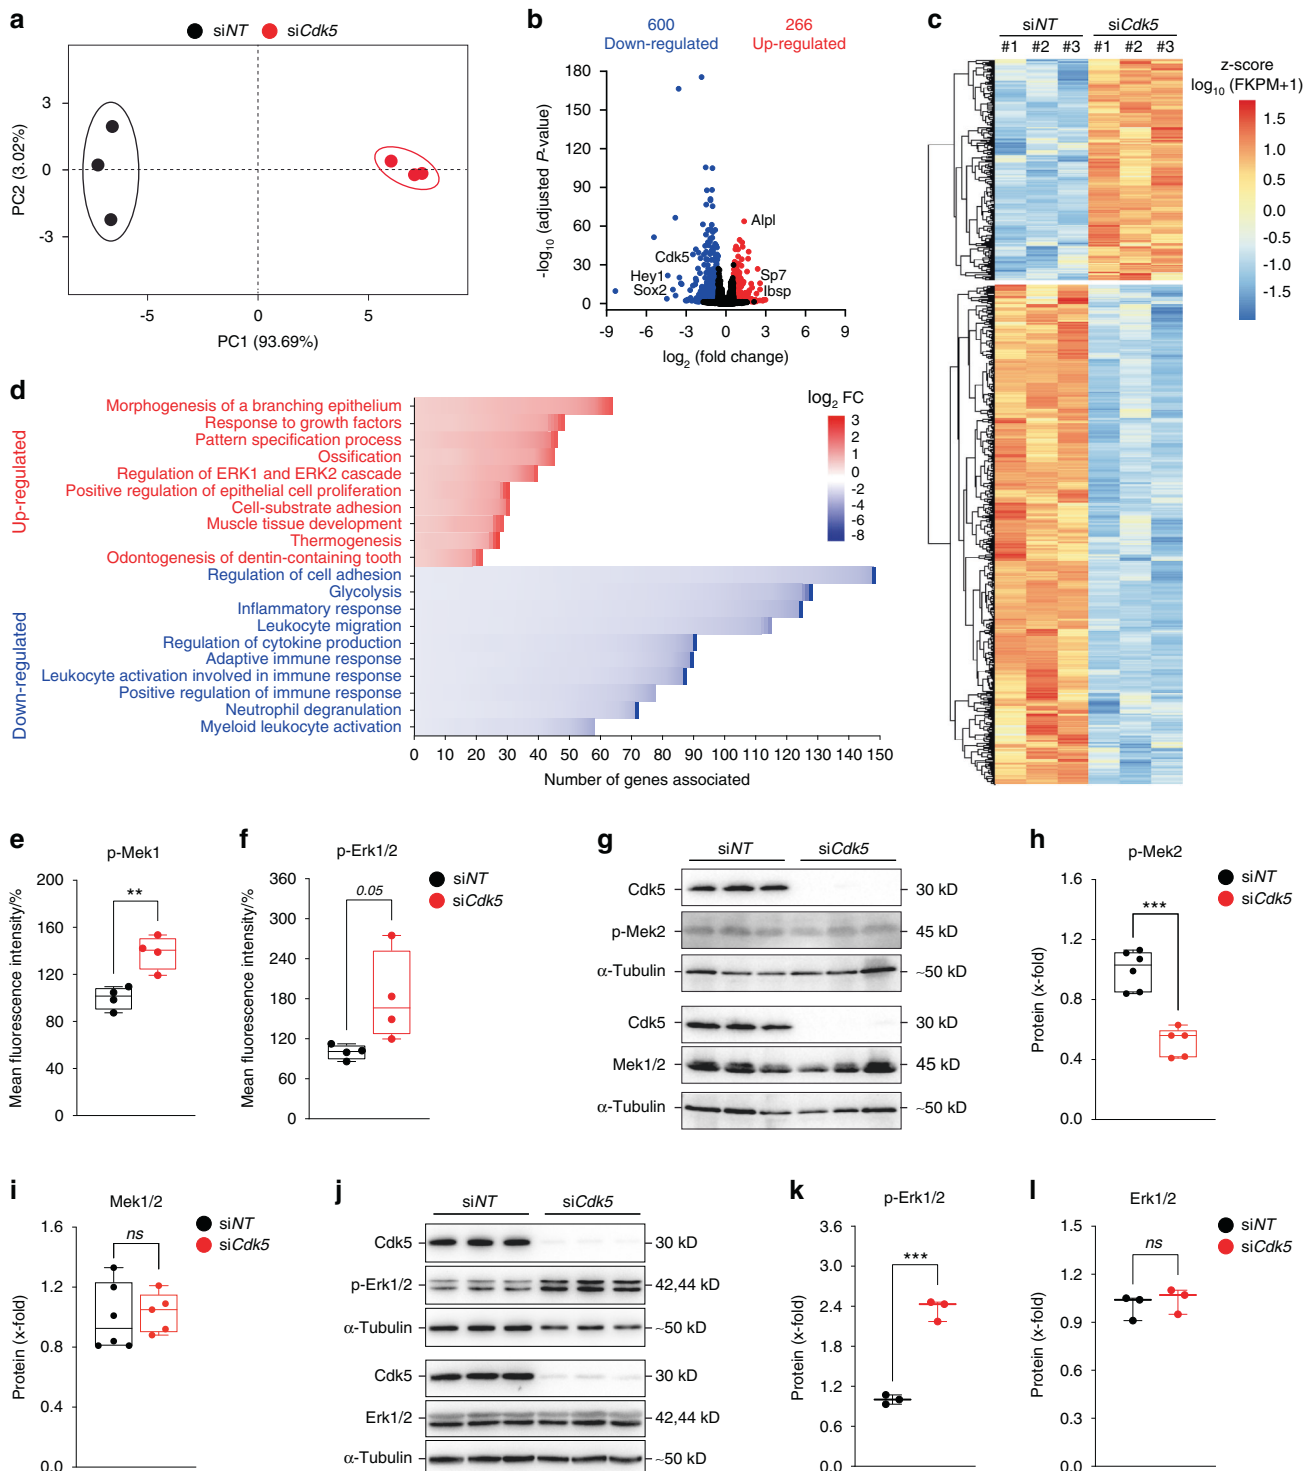 a
siNT siCdk5
3
0
-3
PC2 (3.02%)
-5 0 5
PC1 (93.69%)
b
600 266
Down-regulated Up-regulated
180
150
120
90
60
30
0
-log10 (adjusted P-value)
Alpl
Cdk5
Hey1
Sox2
Sp7
Ibsp
-9 -6 -3 0 3 6 9
log2 (fold change)
c
siNT siCdk5
#1 #2 #3 #1 #2 #3
z-score
log10 (FKPM+1)
1.5
1.0
0.5
0.0
-0.5
-1.0
-1.5
d
Up-regulated
Morphogenesis of a branching epithelium
Response to growth factors
Pattern specification process
Ossification
Regulation of ERK1 and ERK2 cascade
Positive regulation of epithelial cell proliferation
Cell-substrate adhesion
Muscle tissue development
Thermogenesis
Odontogenesis of dentin-containing tooth
Down-regulated
Regulation of cell adhesion
Glycolysis
Inflammatory response
Leukocyte migration
Regulation of cytokine production
Adaptive immune response
Leukocyte activation involved in immune response
Positive regulation of immune response
Neutrophil degranulation
Myeloid leukocyte activation
log2 FC
3
2
1
0
-2
-4
-6
-8
0 10 20 30 40 50 60 70 80 90 100 110 120 130 140 150
Number of genes associated
e
p-Mek1
200
160
120
80
40
0
Mean fluorescence intensity/%
**
f
p-Erk1/2
siNT
siCdk5
360
300
240
180
120
60
0
Mean fluorescence intensity/%
0.05
g
siNT siCdk5
Cdk5 30 kD
p-Mek2 45 kD
α-Tubulin ~50 kD
Cdk5 30 kD
Mek1/2 45 kD
α-Tubulin ~50 kD
h
p-Mek2
siNT
siCdk5
1.6
1.2
0.8
0.4
0.0
Protein (x-fold)
***
i
Mek1/2
siNT
siCdk5
1.6
1.2
0.8
0.4
0.0
Protein (x-fold)
ns
j
siNT siCdk5
Cdk5 30 kD
p-Erk1/2 42,44 kD
α-Tubulin ~50 kD
Cdk5 30 kD
Erk1/2 42,44 kD
α-Tubulin ~50 kD
k
p-Erk1/2
3.6
3.0
2.4
1.8
1.2
0.6
0.0
Protein (x-fold)
***
l
Erk1/2
siNT
siCdk5
1.5
1.2
0.9
0.6
0.3
0.0
Protein (x-fold)
ns